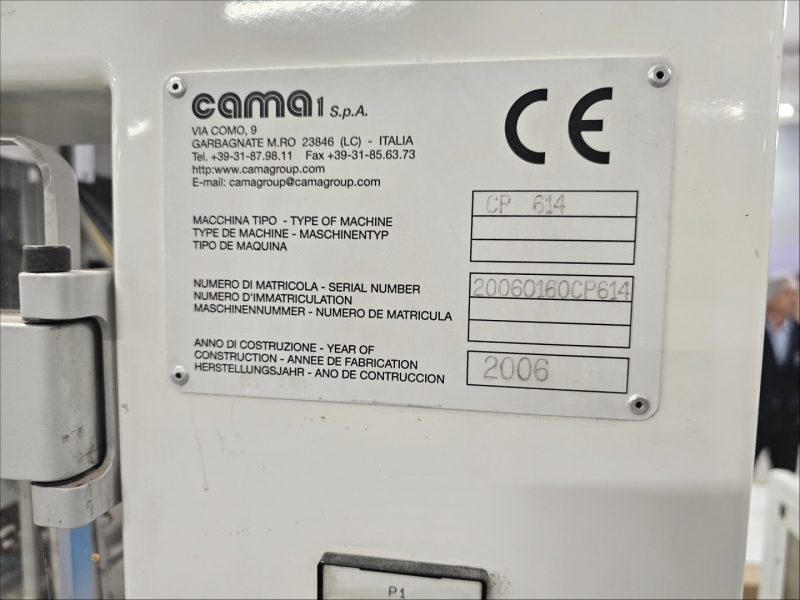 cama 1 S.p.A.
VIA COMO, 9
GARBAGNATE M.RO 23846 (LC) - ITALIA
Tel. +39-31-87.98.11 Fax +39-31-85.63.73
http:www.camagroup.com
E-mail: camagroup@camagroup.com
CE
MACCHINA TIPO - TYPE OF MACHINE
TYPE DE MACHINE - MASCHINENTYP
TIPO DE MAQUINA
CP 614
NUMERO DI MATRICOLA - SERIAL NUMBER
NUMERO D'IMMATRICULATION
MASCHINENNUMMER - NUMERO DE MATRICULA
20060160CP614
ANNO DI COSTRUZIONE - YEAR OF
CONSTRUCTION - ANNEE DE FABRICATION
HERSTELLUNGSJAHR - ANO DE CONTRUCCION
2006
P1